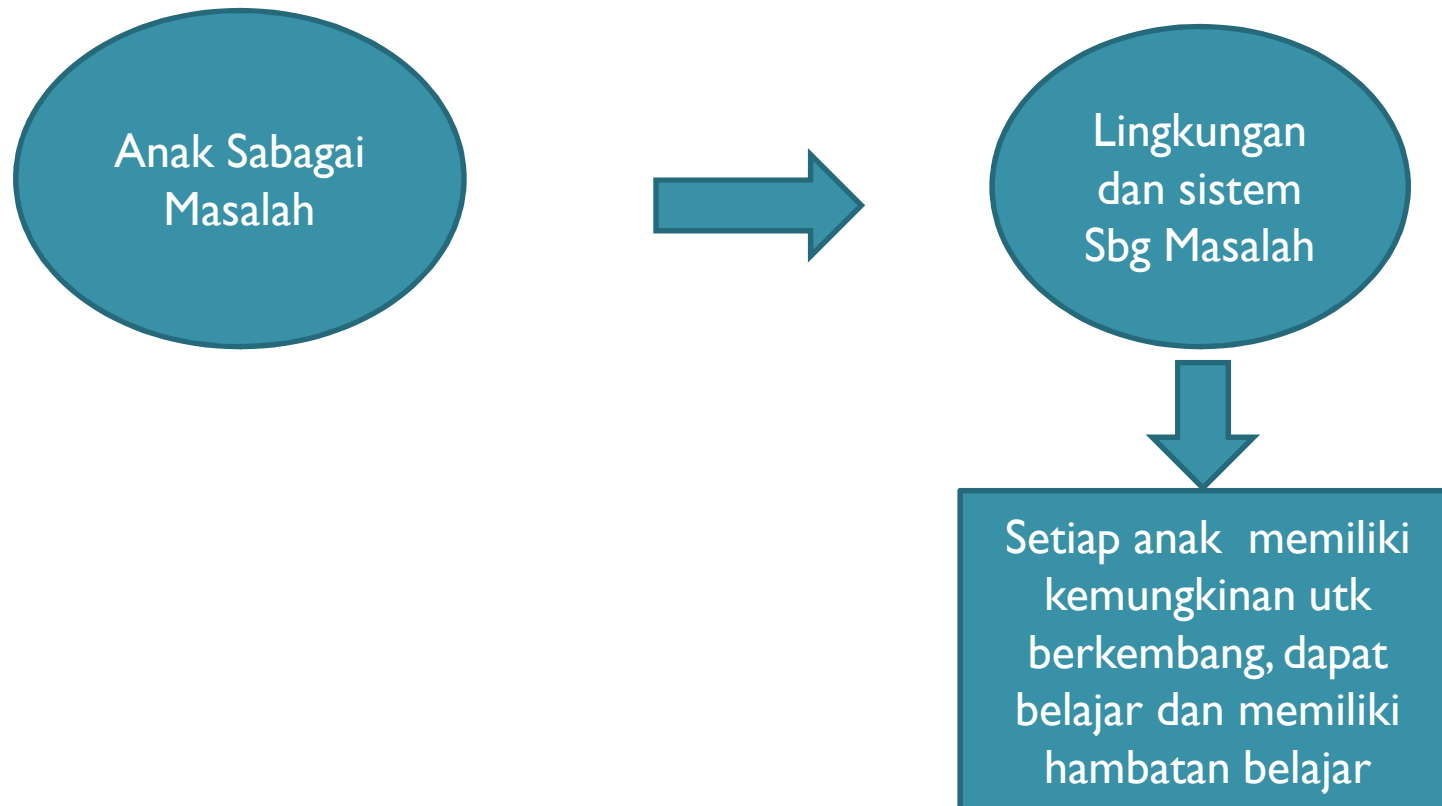 Anak Sabagai
Masalah
Lingkungan
dan sistem
Sbg Masalah
Setiap anak memiliki
kemungkinan utk
berkembang, dapat
belajar dan memiliki
hambatan belajar